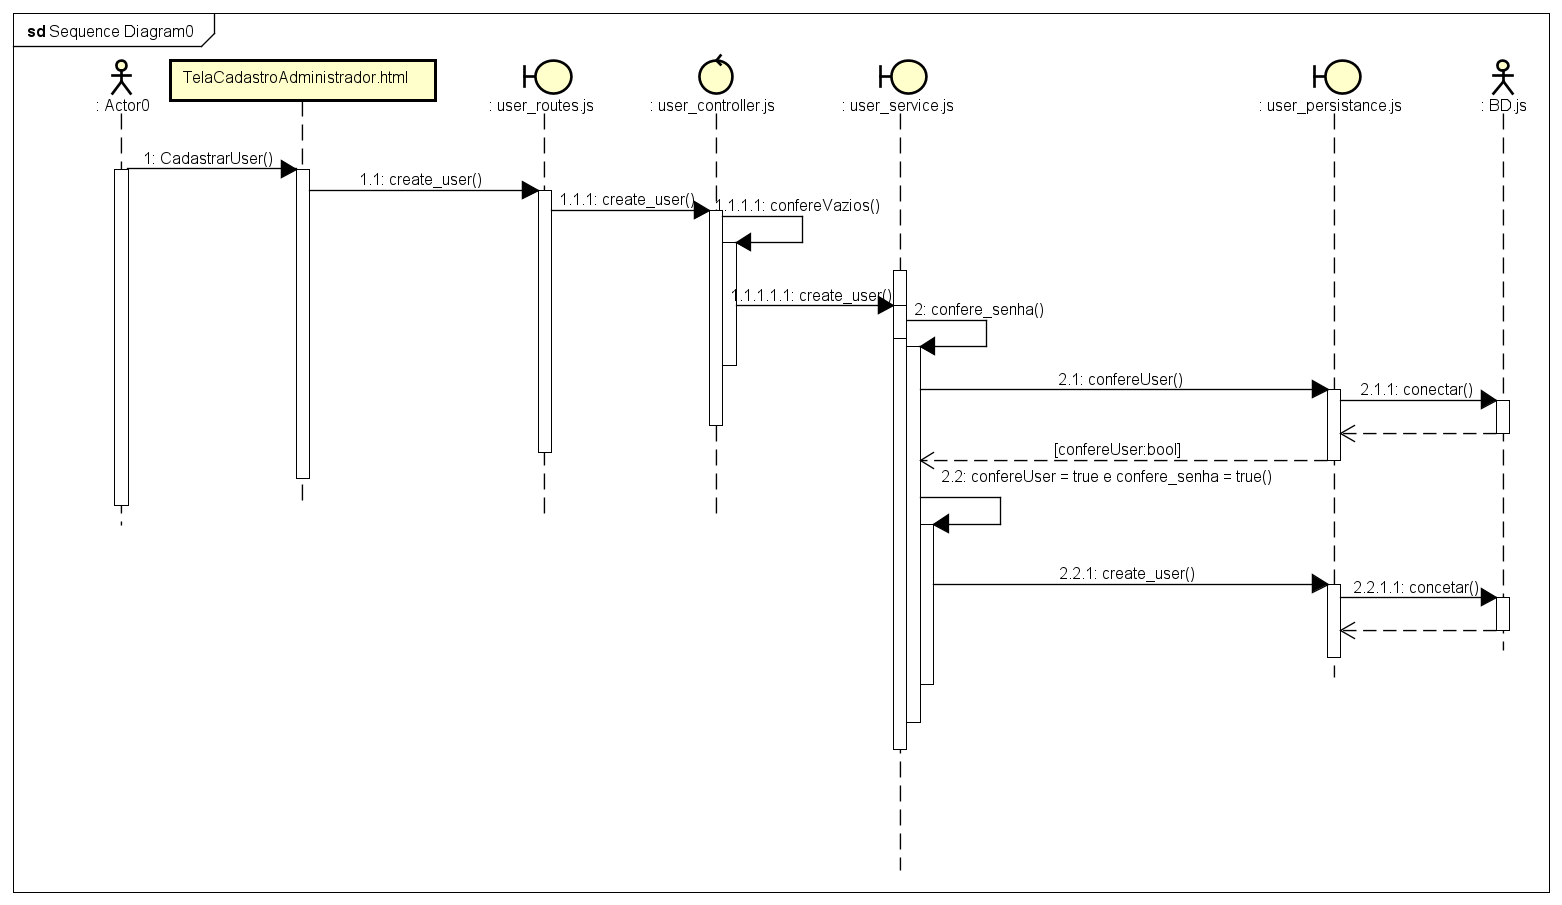 sd Sequence Diagram0
TelaCadastroAdministrador.html
: Actor0
: user_routes.js
: user_controller.js
: user_service.js
: user_persistance.js
: BD.js
1: CadastrarUser()
1.1: create_user()
1.1.1: create_user()
1.1.1.1: confereVazios()
1.1.1.1.1: create_user()
2: confere_senha()
2.1: confereUser()
2.1.1: conectar()
[confereUser:bool]
2.2: confereUser = true e confere_senha = true()
2.2.1: create_user()
2.2.1.1: concetar()